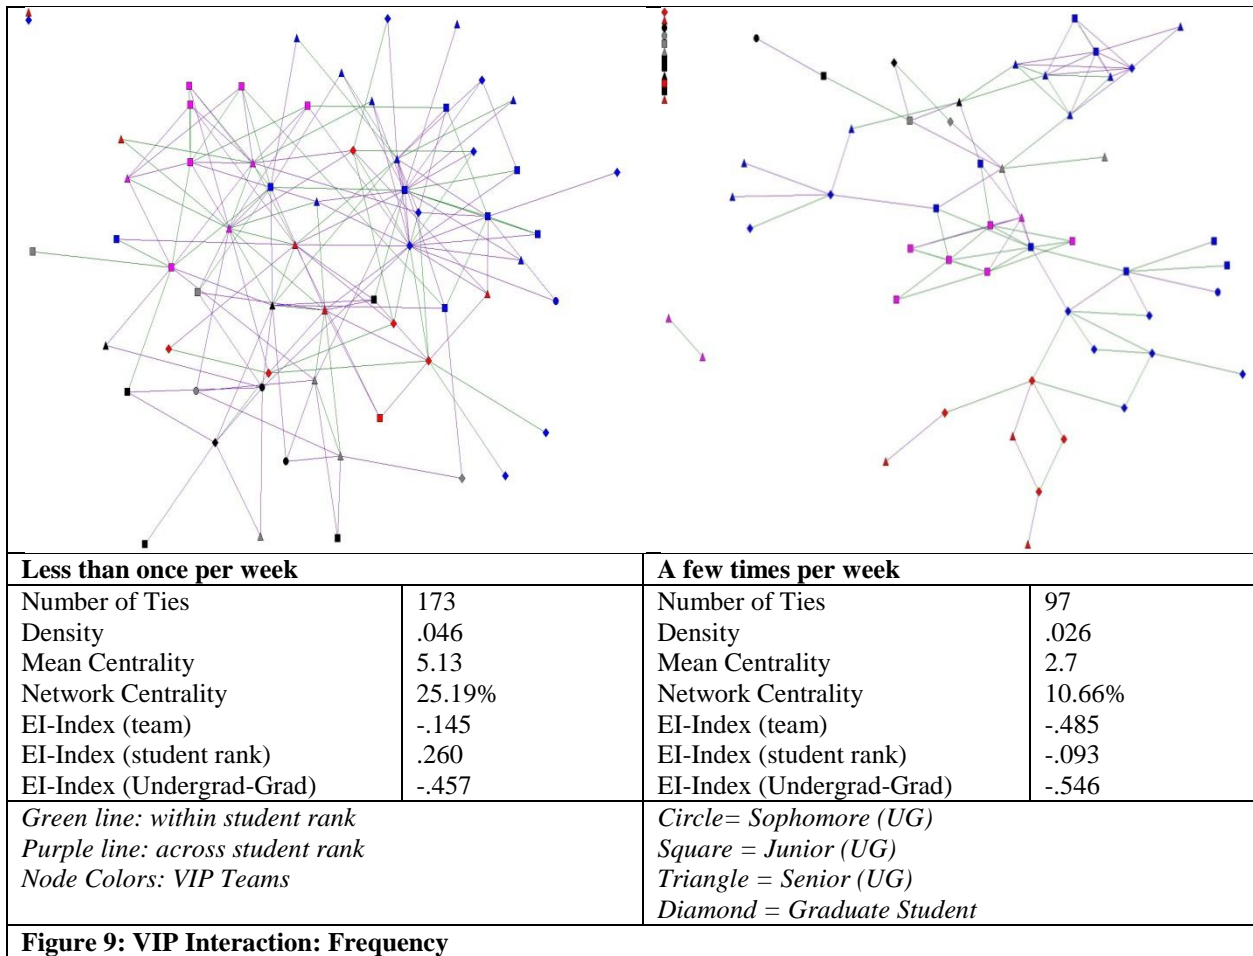 Less than once per week
A few times per week
Number of Ties 173
Density .046
Mean Centrality 5.13
Network Centrality 25.19%
EI-Index (team) -.145
EI-Index (student rank) .260
EI-Index (Undergrad-Grad) -.457
Number of Ties 97
Density .026
Mean Centrality 2.7
Network Centrality 10.66%
EI-Index (team) -.485
EI-Index (student rank) -.093
EI-Index (Undergrad-Grad) -.546
Green line: within student rank
Purple line: across student rank
Node Colors: VIP Teams
Circle= Sophomore (UG)
Square = Junior (UG)
Triangle = Senior (UG)
Diamond = Graduate Student
Figure 9: VIP Interaction: Frequency